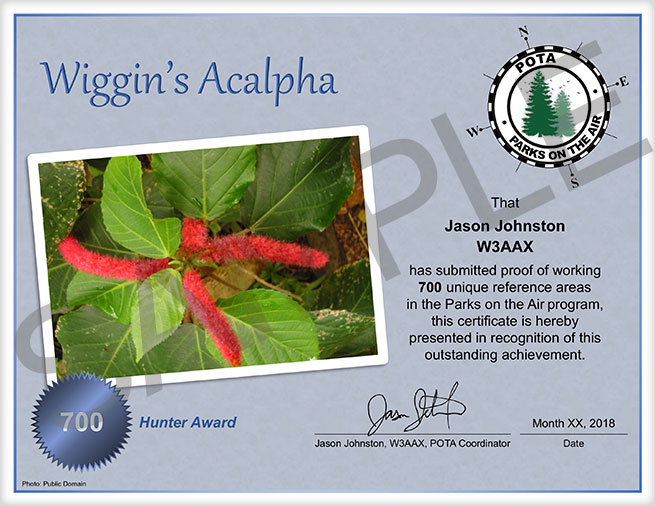 Wiggin's Acalpha
N
E
W
S
POTA
• PARKS ON THE AIR •
SAMPLE
That
Jason Johnston
W3AAX
has submitted proof of working
700 unique reference areas
in the Parks on the Air program,
this certificate is hereby
presented in recognition of this
outstanding achievement.
700
Hunter Award
Jason Johnston
Month XX, 2018
Jason Johnston, W3AAX, POTA Coordinator
Date
Photo: Public Domain